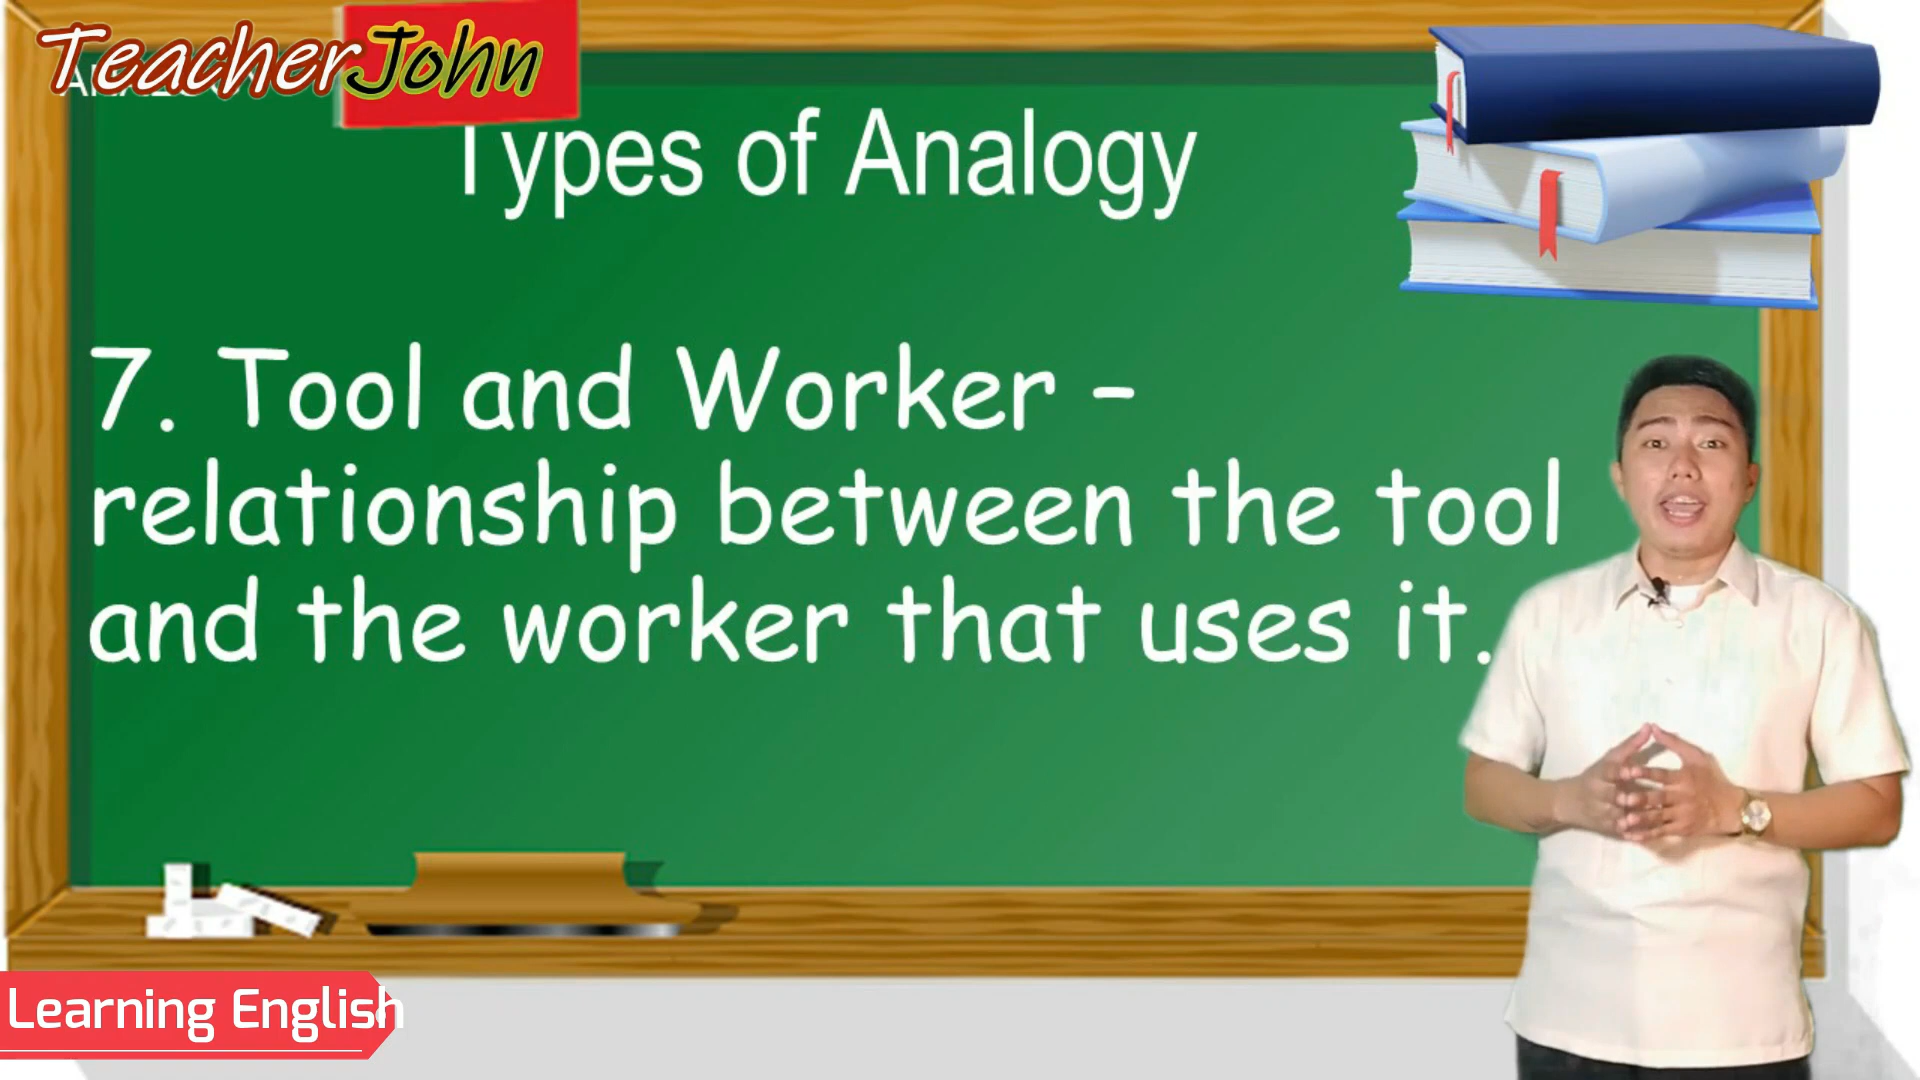 TeacherJohn
Types of Analogy
7. Tool and Worker –
relationship between the tool
and the worker that uses it.
Learning English